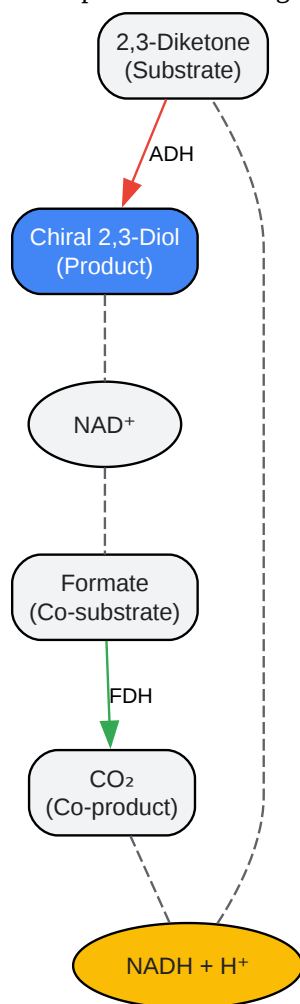 2,3-Diketone
(Substrate)
ADH
Chiral 2,3-Diol
(Product)
NAD⁺
Formate
(Co-substrate)
FDH
CO₂
(Co-product)
NADH + H⁺